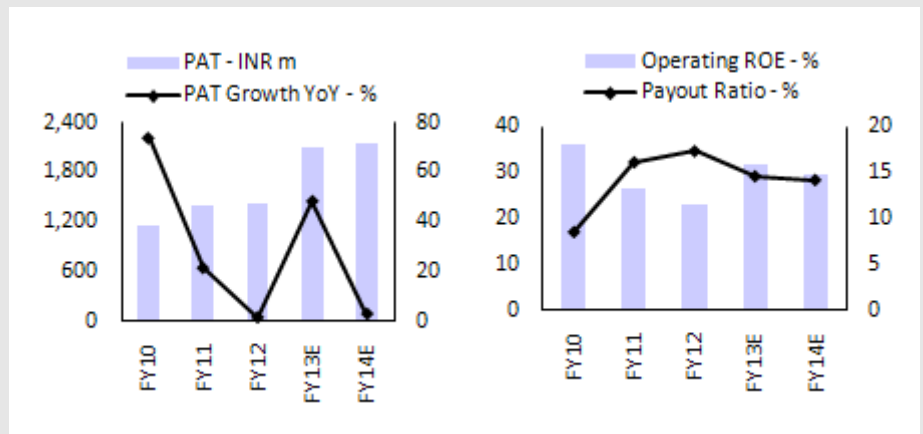 PAT - INR m
PAT Growth YoY - %
2,400
1,800
1,200
600
0
80
60
40
20
0
FY10
FY11
FY12
FY13E
FY14E
Operating ROE - %
Payout Ratio - %
40
30
20
10
0
20
15
10
5
0
FY10
FY11
FY12
FY13E
FY14E